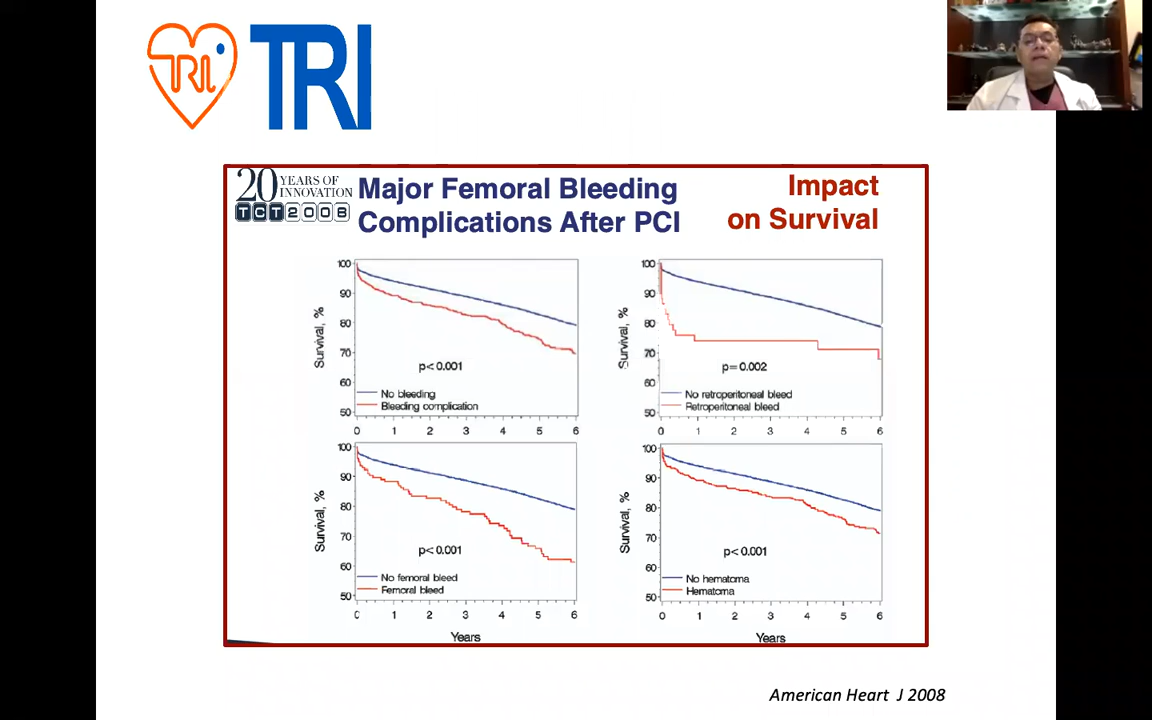 TRI
TRI
20 YEARS OF INNOVATION
TCT2008
Major Femoral Bleeding
Complications After PCI
Impact
on Survival
100
90
80
70
60
50
Survival, %
p<0.001
No bleeding
Bleeding complication
0 1 2 3 4 5 6
100
90
80
70
60
50
Survival, %
p=0.002
No retroperitoneal bleed
Retroperitoneal bleed
0 1 2 3 4 5 6
100
90
80
70
60
50
Survival, %
p<0.001
No femoral bleed
Femoral bleed
0 1 2 3 4 5 6
Years
100
90
80
70
60
50
Survival, %
p<0.001
No hematoma
Hematoma
0 1 2 3 4 5 6
Years
American Heart J 2008